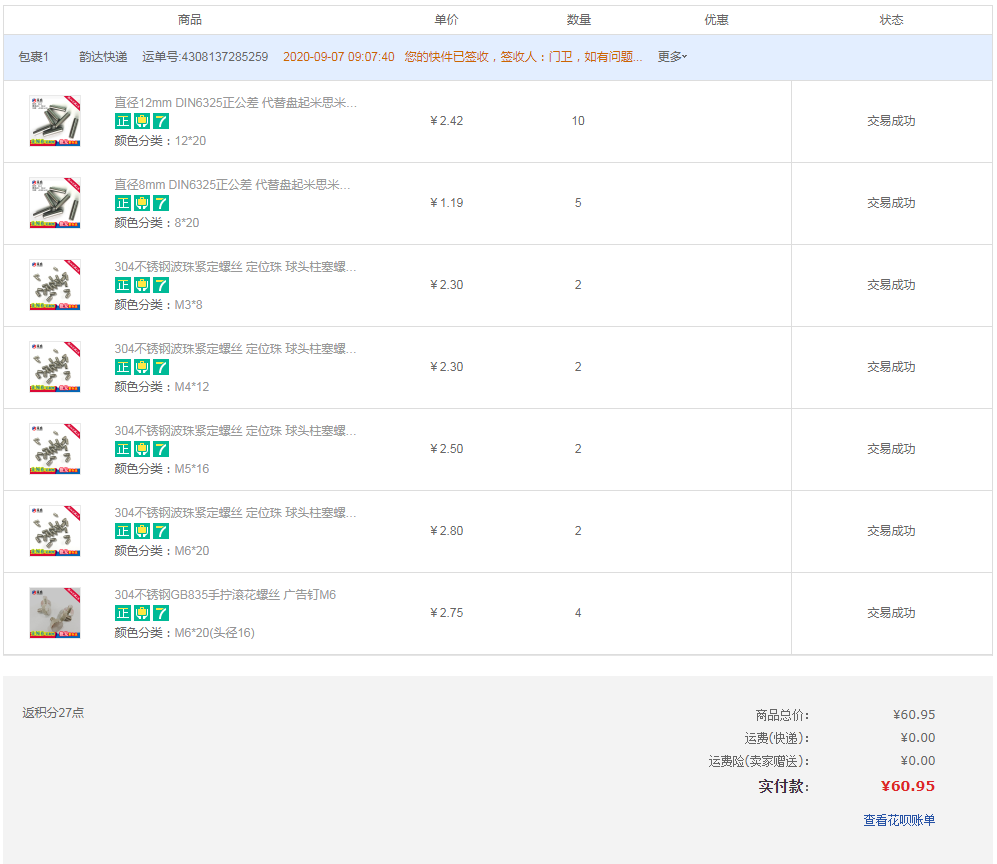 商品 单价 数量 优惠 状态
包裹1 韵达快递 运单号:4308137285259 2020-09-07 09:07:40 您的快件已签收，签收人：门卫，如有问题... 更多
直径12mm DIN6325正公差 代替盘起米思米...
正 7
颜色分类：12*20
￥2.42 10 交易成功
直径8mm DIN6325正公差 代替盘起米思米...
正 7
颜色分类：8*20
￥1.19 5 交易成功
304不锈钢波珠紧定螺丝 定位珠 球头柱塞螺...
正 7
颜色分类：M3*8
￥2.30 2 交易成功
304不锈钢波珠紧定螺丝 定位珠 球头柱塞螺...
正 7
颜色分类：M4*12
￥2.30 2 交易成功
304不锈钢波珠紧定螺丝 定位珠 球头柱塞螺...
正 7
颜色分类：M5*16
￥2.50 2 交易成功
304不锈钢波珠紧定螺丝 定位珠 球头柱塞螺...
正 7
颜色分类：M6*20
￥2.80 2 交易成功
304不锈钢GB835手拧滚花螺丝 广告钉M6
正 7
颜色分类：M6*20(头径16)
￥2.75 4 交易成功
返积分27点
商品总价： ¥60.95
运费(快递)： ¥0.00
运费险(卖家赠送)： ¥0.00
实付款： ¥60.95
查看花呗账单